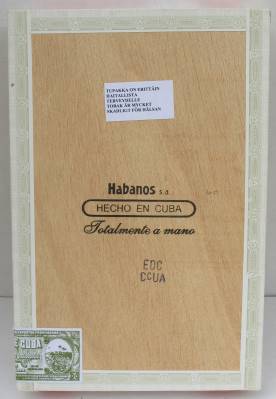 TUPAKKA ON ERITTÄIN
HAITALLISTA
TERVEYDELLE
TOBAK ÄR MYCKET
SKADLIGT FÖR HÄLSAN
Habanos s.a.
HECHO EN CUBA
Totalmente a mano
EOC
CCUA
DE CUBA